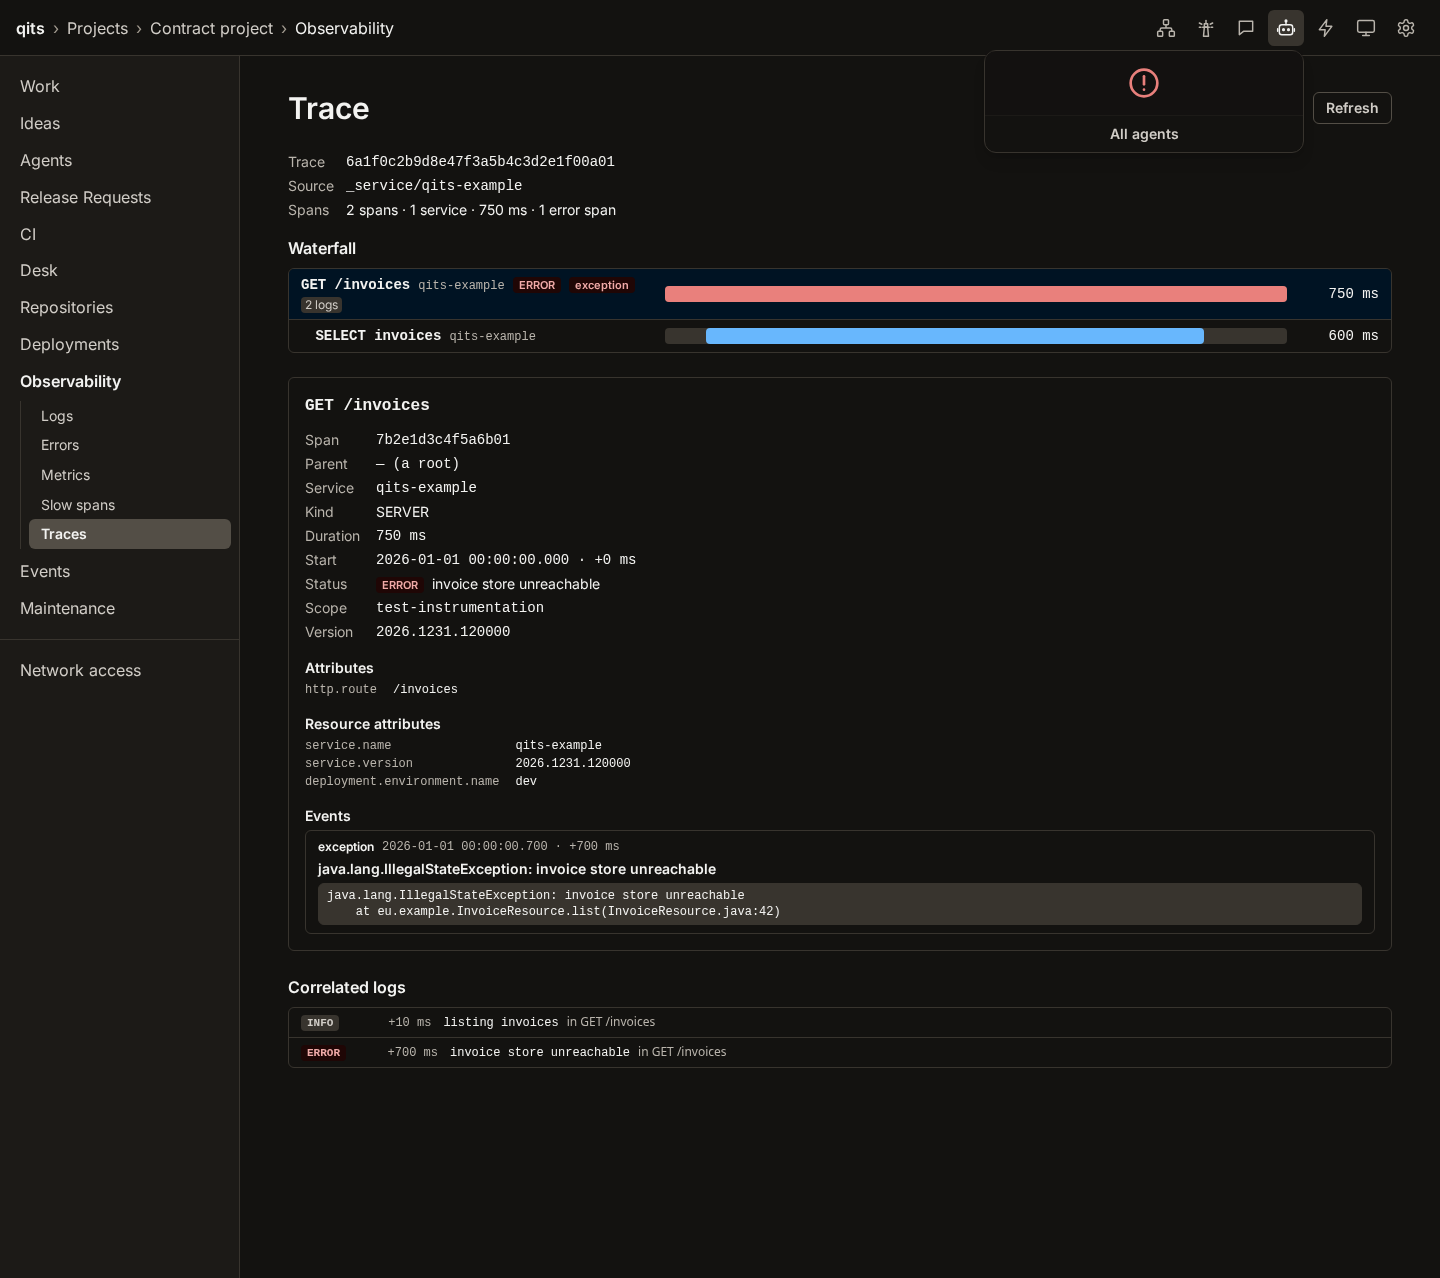 qits › Projects › Contract project › Observability
All agents
Work
Ideas
Agents
Release Requests
CI
Desk
Repositories
Deployments
Observability
Logs
Errors
Metrics
Slow spans
Traces
Events
Maintenance
Network access
Trace
Refresh
Trace 6a1f0c2b9d8e47f3a5b4c3d2e1f00a01
Source _service/qits-example
Spans 2 spans · 1 service · 750 ms · 1 error span
Waterfall
GET /invoices qits-example ERROR exception
2 logs
750 ms
SELECT invoices qits-example 600 ms
GET /invoices
Span 7b2e1d3c4f5a6b01
Parent — (a root)
Service qits-example
Kind SERVER
Duration 750 ms
Start 2026-01-01 00:00:00.000 · +0 ms
Status ERROR invoice store unreachable
Scope test-instrumentation
Version 2026.1231.120000
Attributes
http.route /invoices
Resource attributes
service.name qits-example
service.version 2026.1231.120000
deployment.environment.name dev
Events
exception 2026-01-01 00:00:00.700 · +700 ms
java.lang.IllegalStateException: invoice store unreachable
java.lang.IllegalStateException: invoice store unreachable
at eu.example.InvoiceResource.list(InvoiceResource.java:42)
Correlated logs
INFO +10 ms listing invoices in GET /invoices
ERROR +700 ms invoice store unreachable in GET /invoices